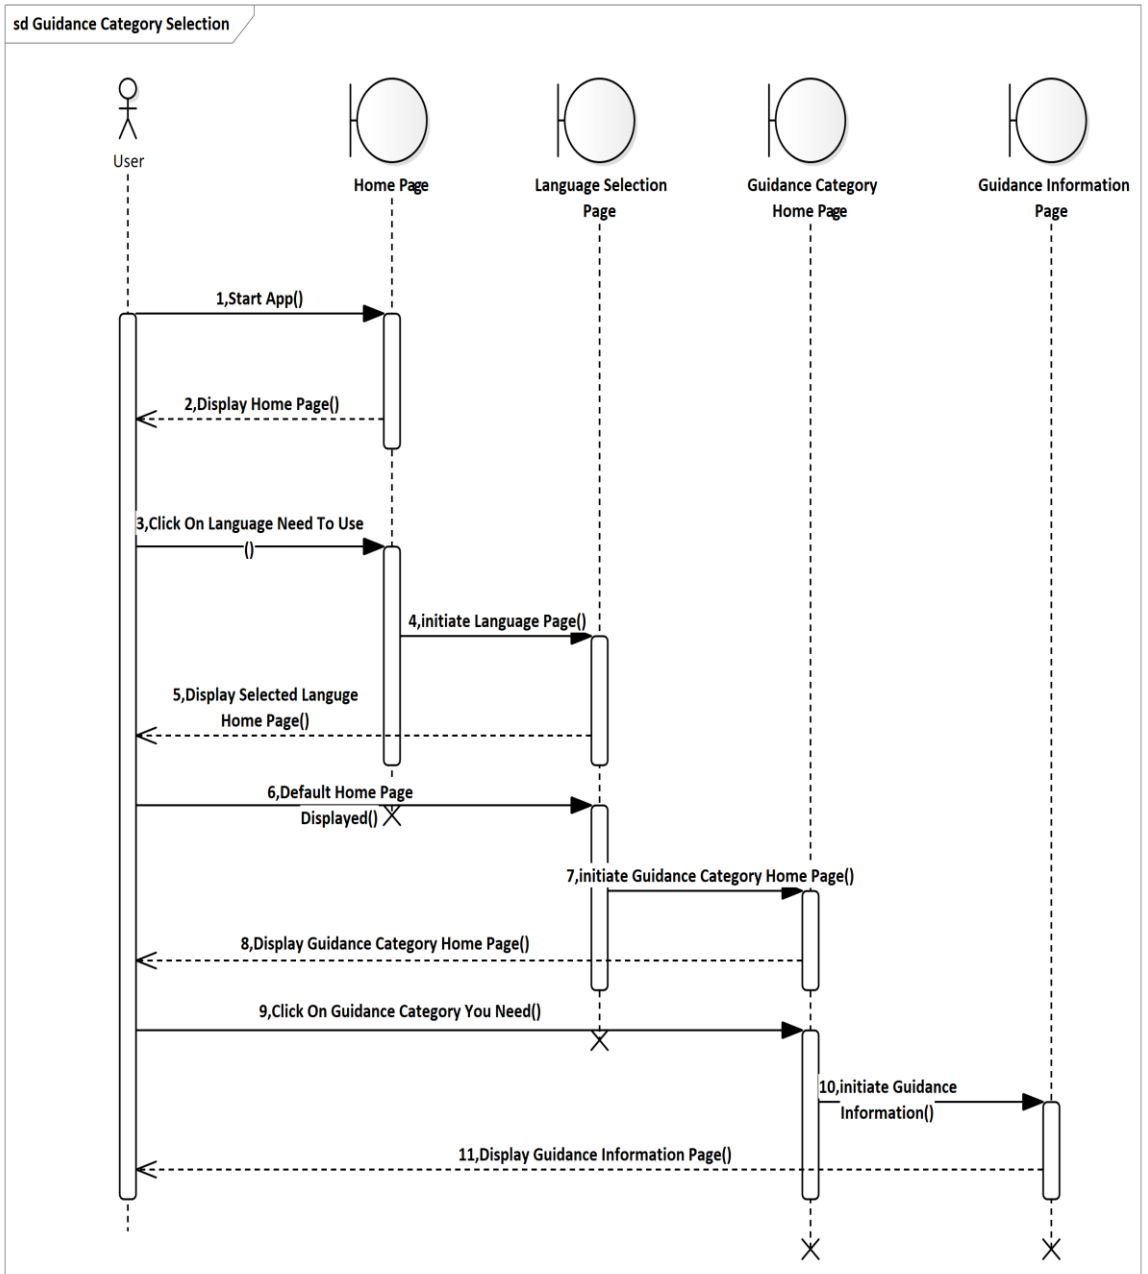 sd Guidance Category Selection
User
Home Page
Language Selection
Page
Guidance Category
Home Page
Guidance Information
Page
1,Start App()
2,Display Home Page()
3,Click On Language Need To Use
()
4,initiate Language Page()
5,Display Selected Languge
Home Page()
6,Default Home Page
Displayed()
7,initiate Guidance Category Home Page()
8,Display Guidance Category Home Page()
9,Click On Guidance Category You Need()
10,initiate Guidance
Information()
11,Display Guidance Information Page()